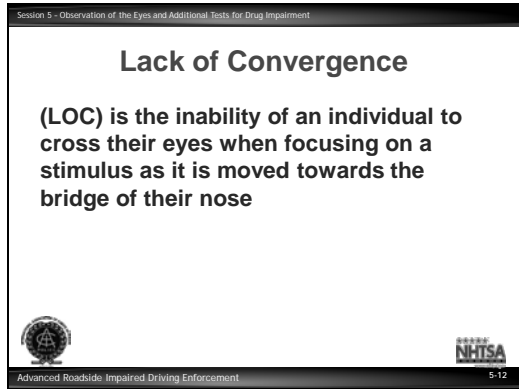 Session 5 - Observation of the Eyes and Additional Tests for Drug Impairment
Lack of Convergence
(LOC) is the inability of an individual to
cross their eyes when focusing on a
stimulus as it is moved towards the
bridge of their nose
NHTSA
Advanced Roadside Impaired Driving Enforcement
5-12